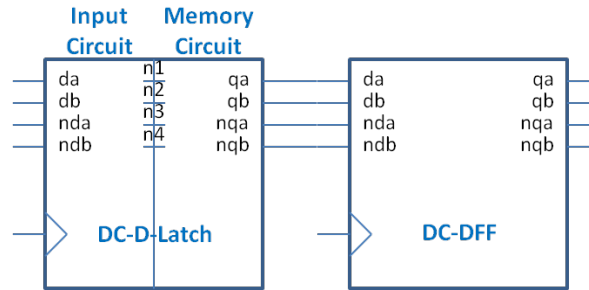 Input Memory
Circuit Circuit
da n1 qa da qa
db n2 qb db qb
nda n3 nqa nda nqa
ndb n4 nqb ndb nqb
DC-D-Latch DC-DFF